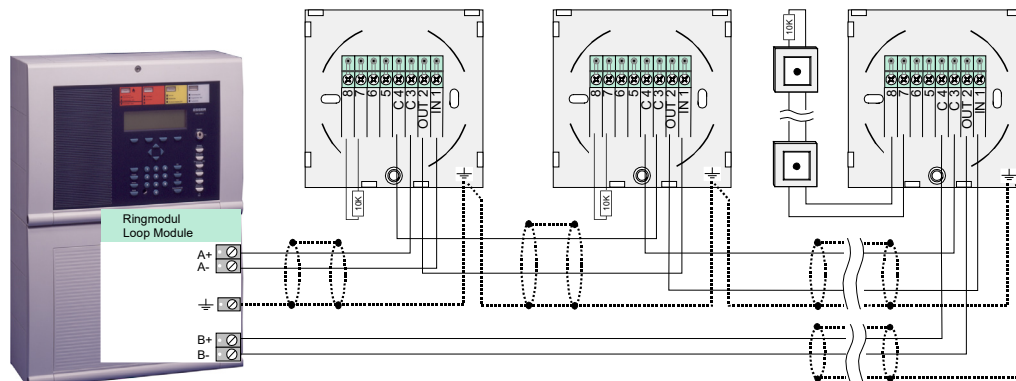 Ringmodul
Loop Module
A+
A-
B+
B-
8
7
6
5
C 4
C 3
OUT 2
IN 1
10K
8
7
6
5
C 4
C 3
OUT 2
IN 1
10K
10K
8
7
6
5
C 4
C 3
OUT 2
IN 1